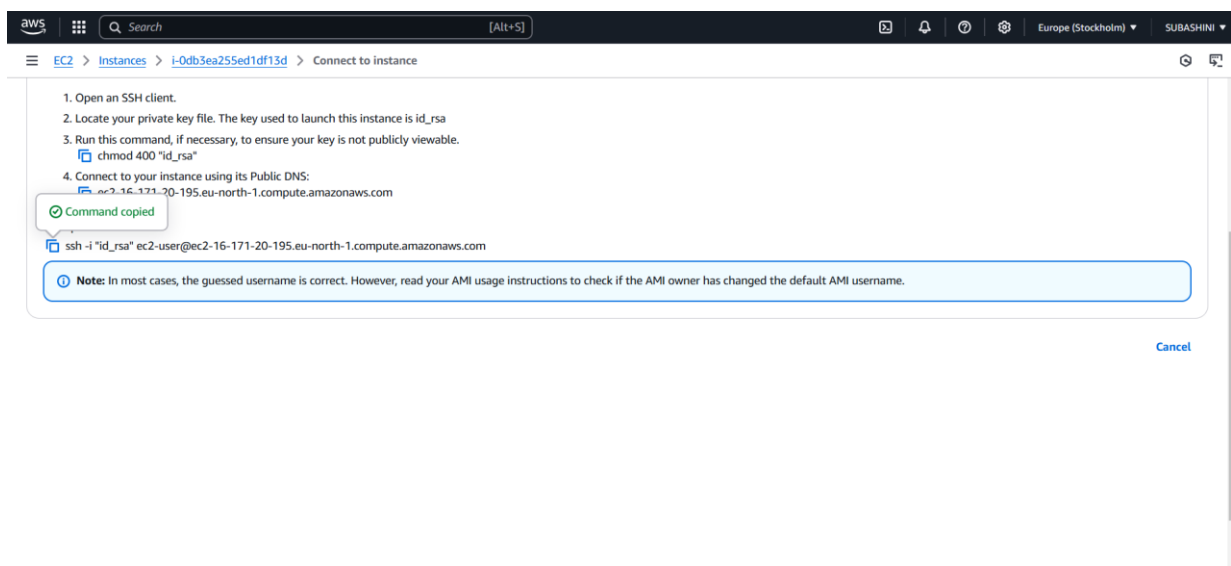 aws
Search [Alt+S] Europe (Stockholm) SUBASHINI
EC2 > Instances > i-0db3ea255ed1df13d > Connect to instance
1. Open an SSH client.
2. Locate your private key file. The key used to launch this instance is id_rsa
3. Run this command, if necessary, to ensure your key is not publicly viewable.
chmod 400 "id_rsa"
4. Connect to your instance using its Public DNS:
ec2-16-171-20-195.eu-north-1.compute.amazonaws.com
Command copied
ssh -i "id_rsa" ec2-user@ec2-16-171-20-195.eu-north-1.compute.amazonaws.com
Note: In most cases, the guessed username is correct. However, read your AMI usage instructions to check if the AMI owner has changed the default AMI username.
Cancel